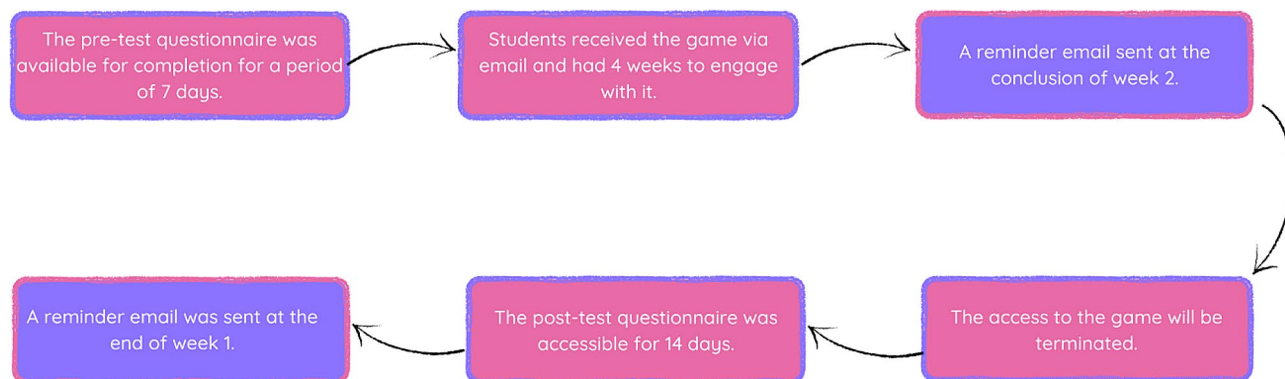 The pre-test questionnaire was
available for completion for a period
of 7 days.
Students received the game via
email and had 4 weeks to engage
with it.
A reminder email sent at the
conclusion of week 2.
The access to the game will be
terminated.
The post-test questionnaire was
accessible for 14 days.
A reminder email was sent at the
end of week 1.